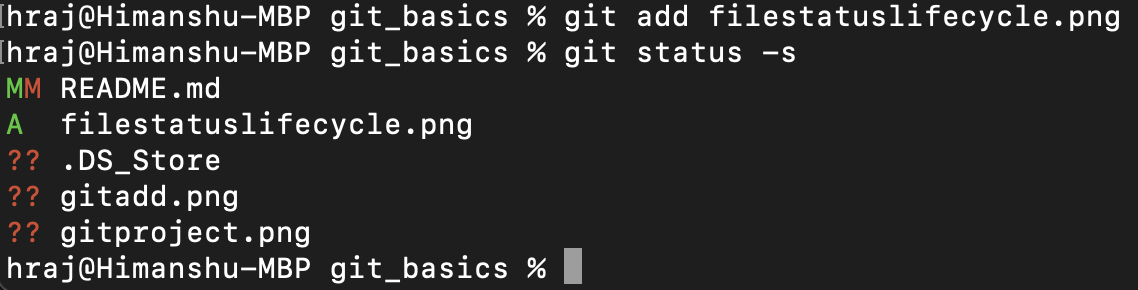 hraj@Himanshu-MBP git_basics % git add filestatuslifecycle.png
hraj@Himanshu-MBP git_basics % git status -s
MM README.md
A  filestatuslifecycle.png
?? .DS_Store
?? gitadd.png
?? gitproject.png
hraj@Himanshu-MBP git_basics %